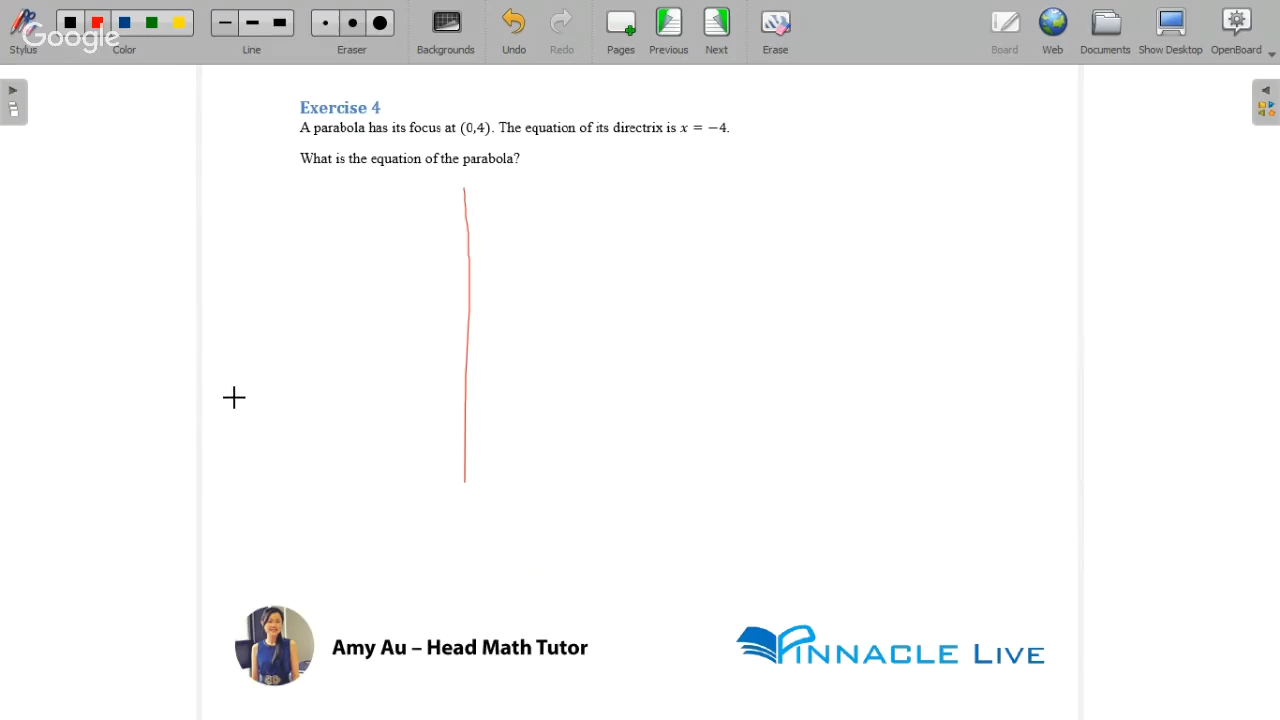 Stylus
Google
Color
Line
Eraser
Backgrounds
Undo
Redo
Pages
Previous
Next
Erase
Board
Web
Documents
Show Desktop
OpenBoard
Exercise 4
A parabola has its focus at (0,4). The equation of its directrix is x = −4.
What is the equation of the parabola?
Amy Au – Head Math Tutor
PINNACLE LIVE